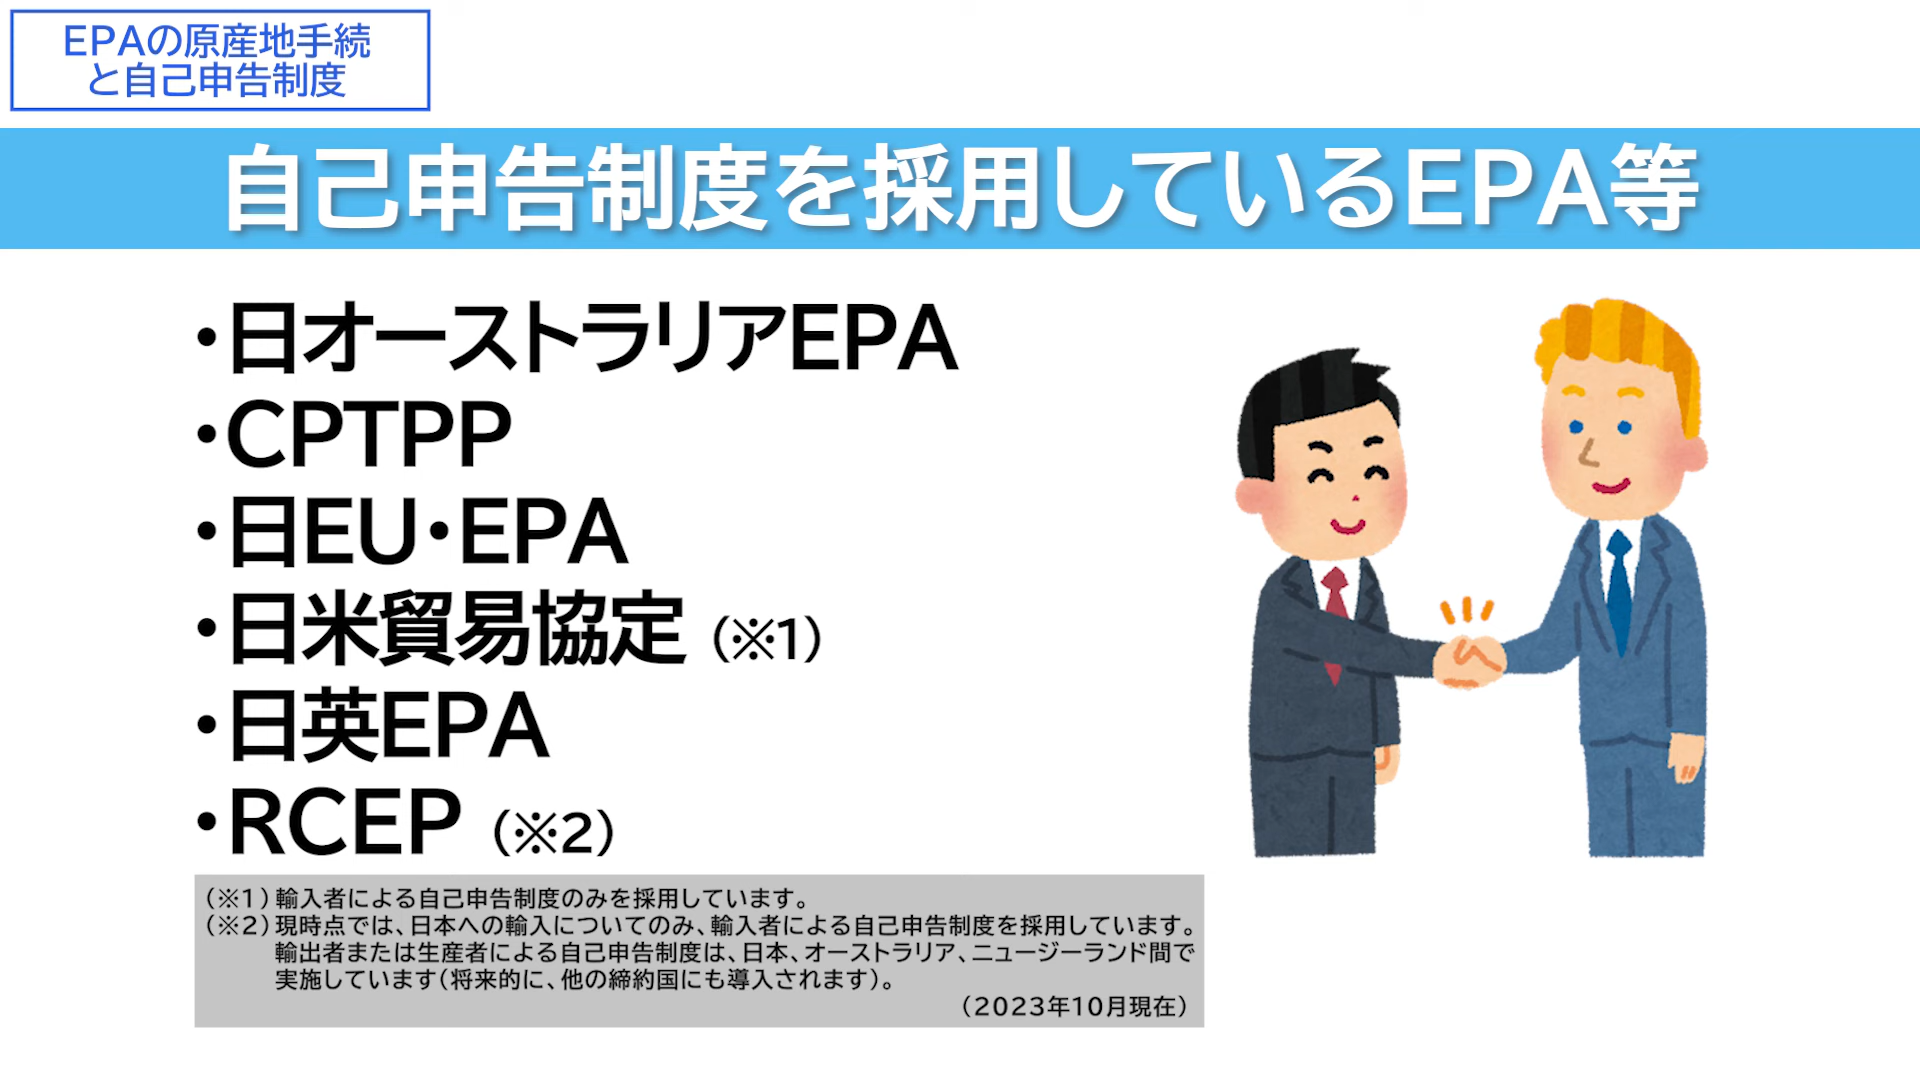 EPAの原産地手続
と自己申告制度
自己申告制度を採用しているEPA等
・日オーストラリアEPA
・CPTPP
・日EU・EPA
・日米貿易協定（※1）
・日英EPA
・RCEP（※2）
（※1）輸入者による自己申告制度のみを採用しています。
（※2）現時点では、日本への輸入についてのみ、輸入者による自己申告制度を採用しています。
輸出者または生産者による自己申告制度は、日本、オーストラリア、ニュージーランド間で
実施しています（将来的に、他の締約国にも導入されます）。
（2023年10月現在）